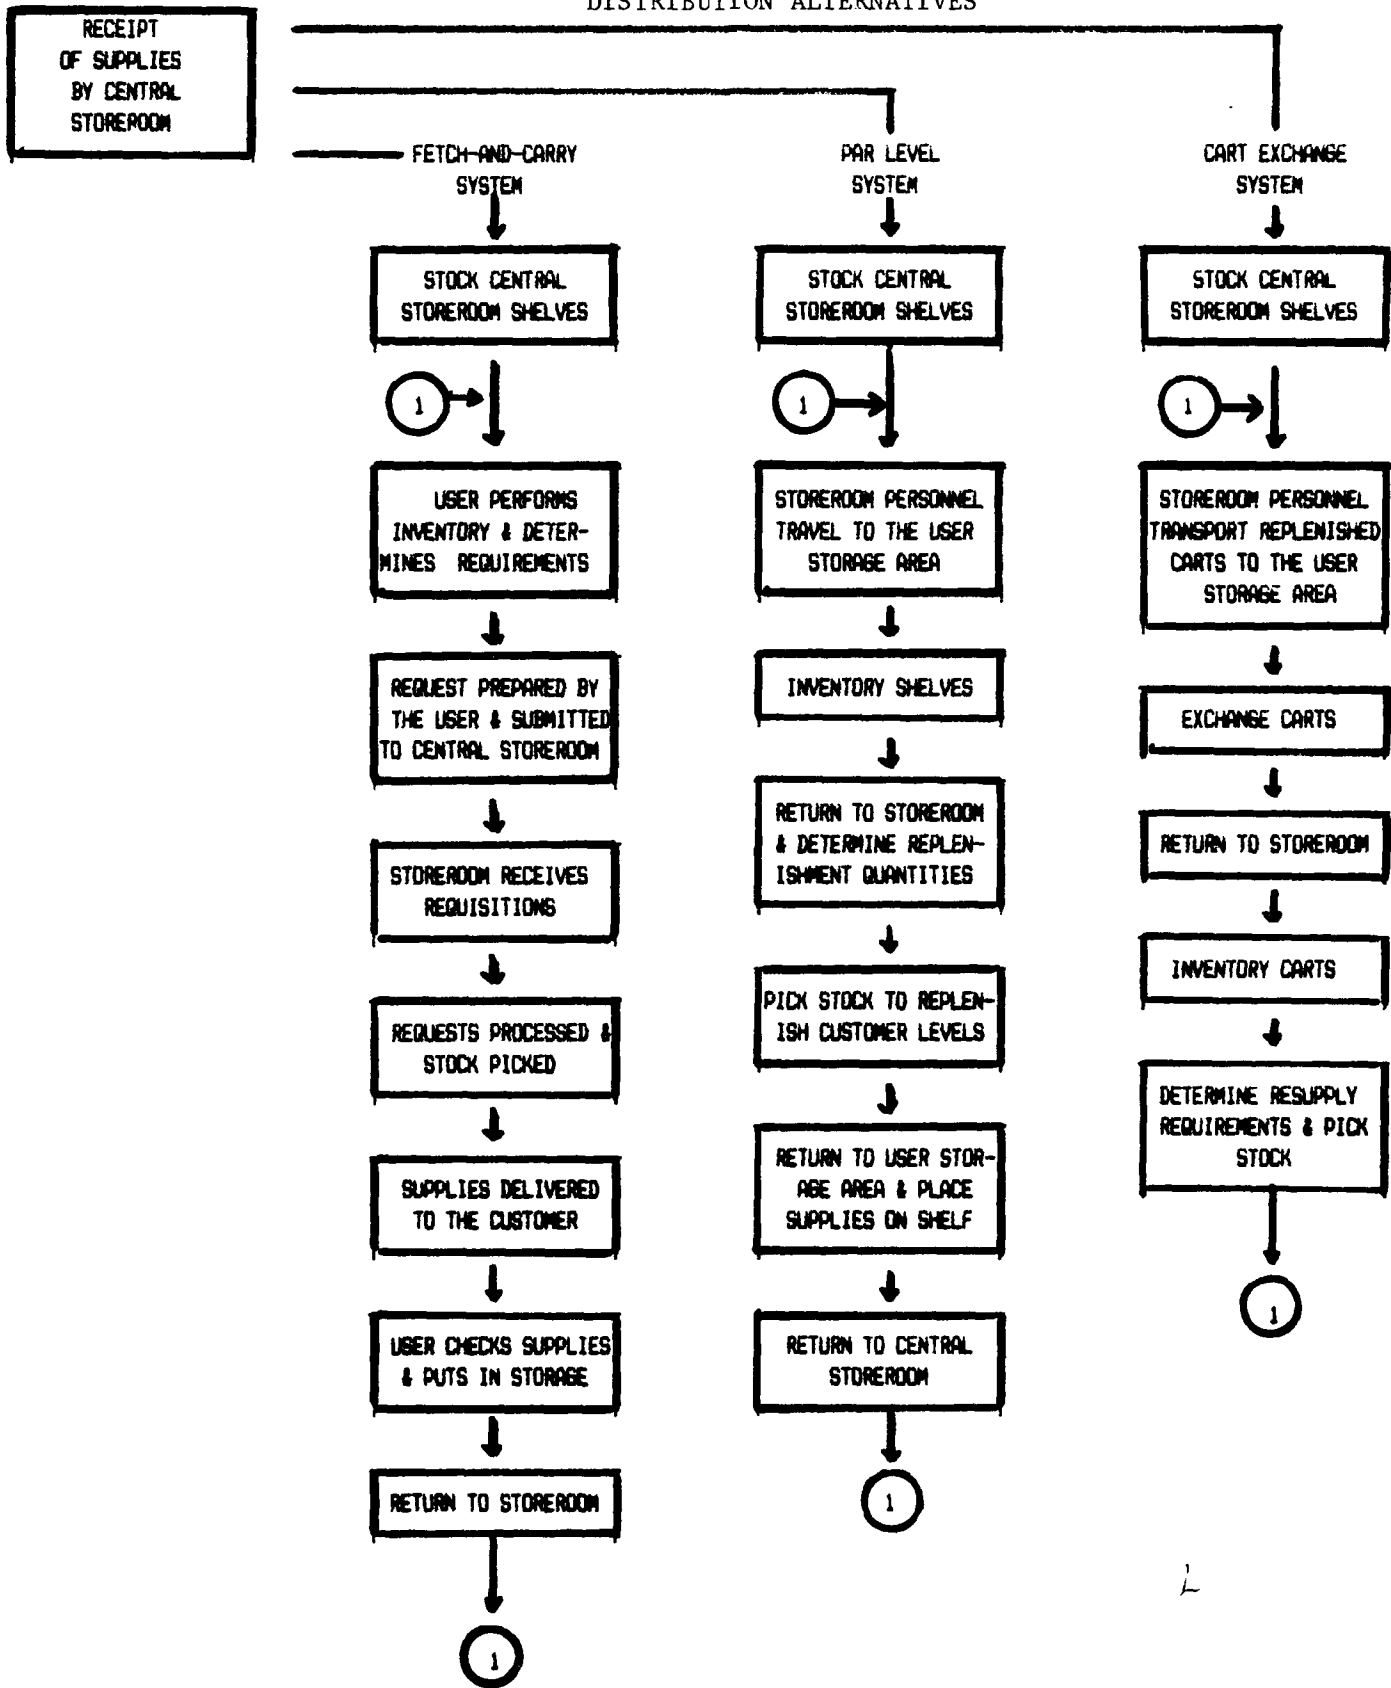 DISTRIBUTION ALTERNATIVES
RECEIPT
OF SUPPLIES
BY CENTRAL
STOREROOM
FETCH-AND-CARRY
SYSTEM
STOCK CENTRAL
STOREROOM SHELVES
1
USER PERFORMS
INVENTORY & DETER-
MINES REQUIREMENTS
REQUEST PREPARED BY
THE USER & SUBMITTED
TO CENTRAL STOREROOM
STOREROOM RECEIVES
REQUISITIONS
REQUESTS PROCESSED &
STOCK PICKED
SUPPLIES DELIVERED
TO THE CUSTOMER
USER CHECKS SUPPLIES
& PUTS IN STORAGE
RETURN TO STOREROOM
1
PAR LEVEL
SYSTEM
STOCK CENTRAL
STOREROOM SHELVES
1
STOREROOM PERSONNEL
TRAVEL TO THE USER
STORAGE AREA
INVENTORY SHELVES
RETURN TO STOREROOM
& DETERMINE REPLEN-
ISHMENT QUANTITIES
PICK STOCK TO REPLEN-
ISH CUSTOMER LEVELS
RETURN TO USER STOR-
AGE AREA & PLACE
SUPPLIES ON SHELF
RETURN TO CENTRAL
STOREROOM
1
CART EXCHANGE
SYSTEM
STOCK CENTRAL
STOREROOM SHELVES
1
STOREROOM PERSONNEL
TRANSPORT REPLENISHED
CARTS TO THE USER
STORAGE AREA
EXCHANGE CARTS
RETURN TO STOREROOM
INVENTORY CARTS
DETERMINE RESUPPLY
REQUIREMENTS & PICK
STOCK
1